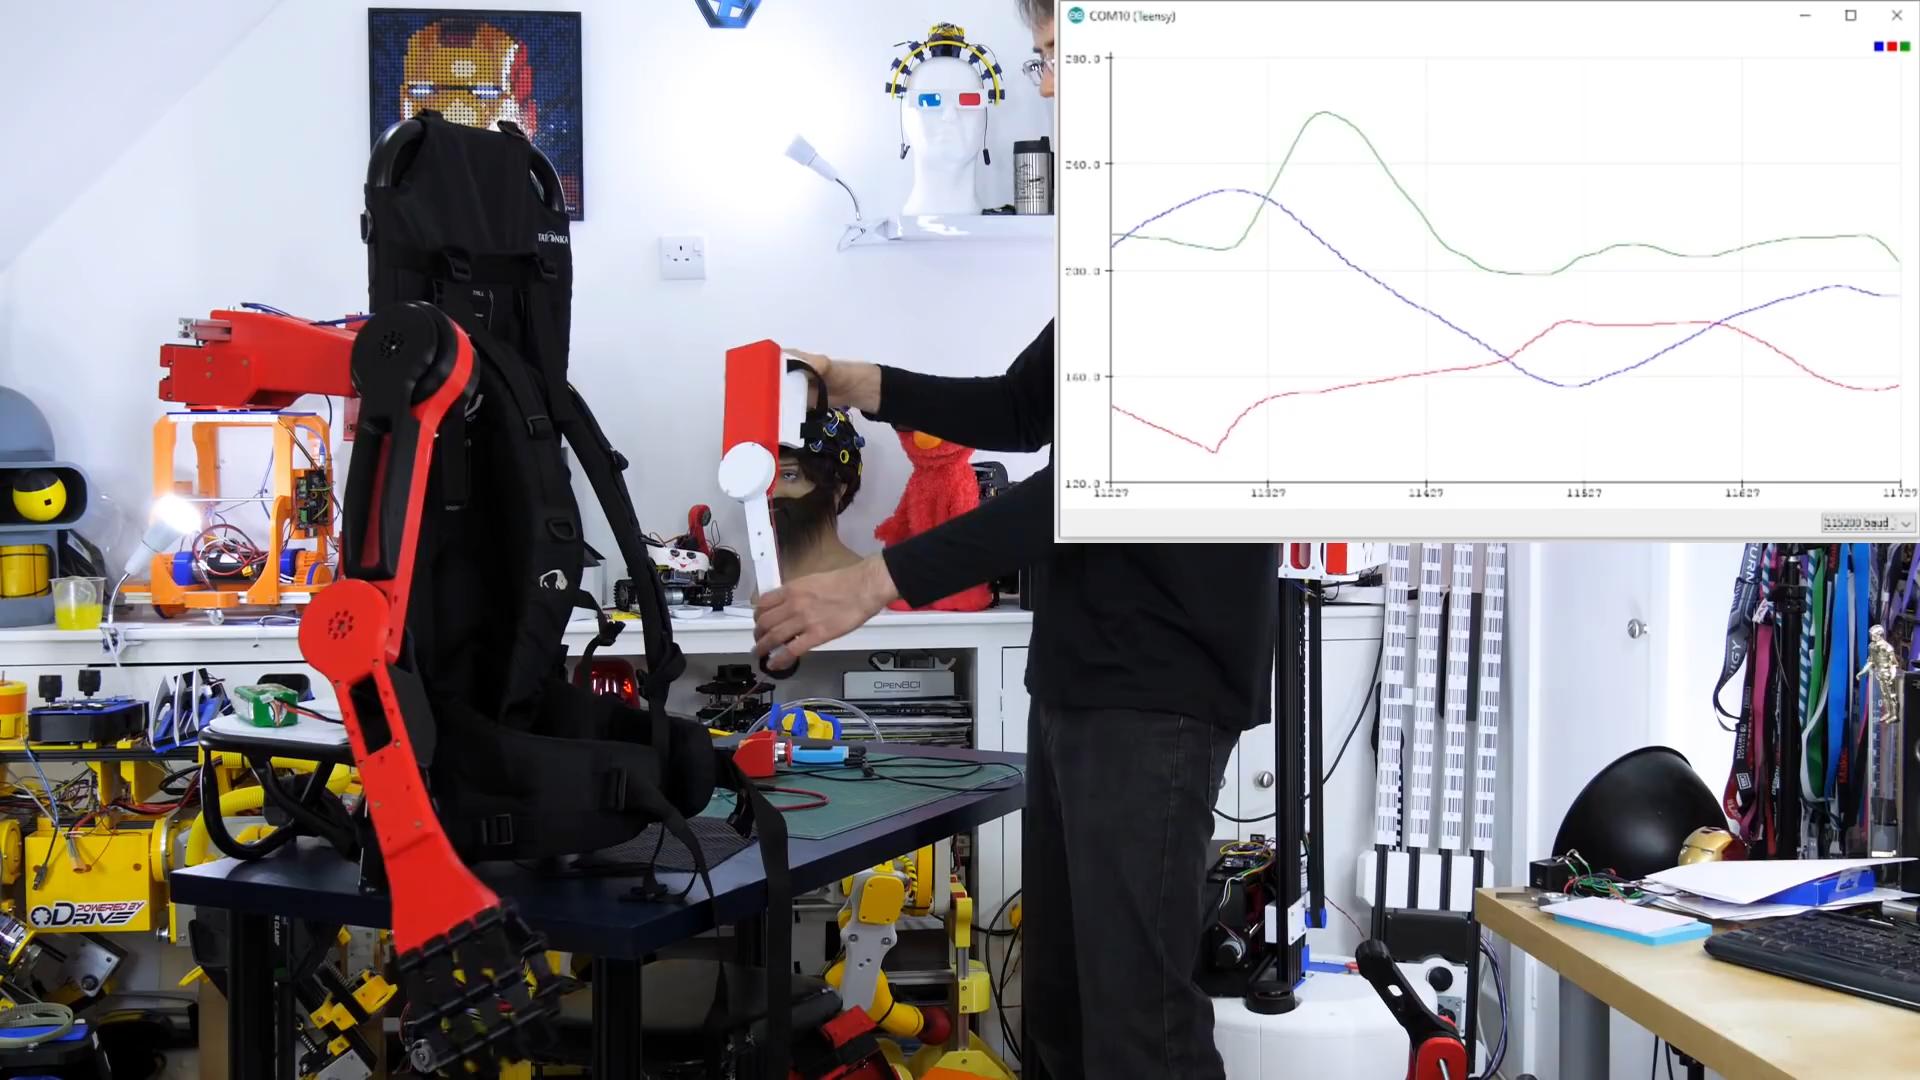 COM10 (Teensy)
280.0
240.0
200.0
160.0
120.0
11227
11327
11427
11527
11627
11727
115200 baud
TATONKA
OPENBCI
POWERED BY
ODRIVE